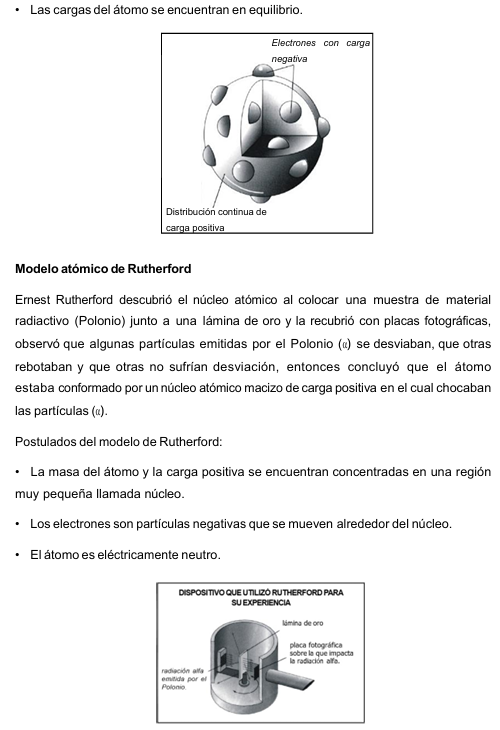 • Las cargas del átomo se encuentran en equilibrio.
Electrones con carga
negativa
Distribución continua de
carga positiva
Modelo atómico de Rutherford
Ernest Rutherford descubrió el núcleo atómico al colocar una muestra de material
radiactivo (Polonio) junto a una lámina de oro y la recubrió con placas fotográficas,
observó que algunas partículas emitidas por el Polonio (α) se desviaban, que otras
rebotaban y que otras no sufrían desviación, entonces concluyó que el átomo
estaba conformado por un núcleo atómico macizo de carga positiva en el cual chocaban
las partículas (α).
Postulados del modelo de Rutherford:
• La masa del átomo y la carga positiva se encuentran concentradas en una región
muy pequeña llamada núcleo.
• Los electrones son partículas negativas que se mueven alrededor del núcleo.
• El átomo es eléctricamente neutro.
DISPOSITIVO QUE UTILIZÓ RUTHERFORD PARA
SU EXPERIENCIA
lámina de oro
placa fotográfica
sobre la que impacta
la radiación alfa.
radiación alfa
emitida por el
Polonio.